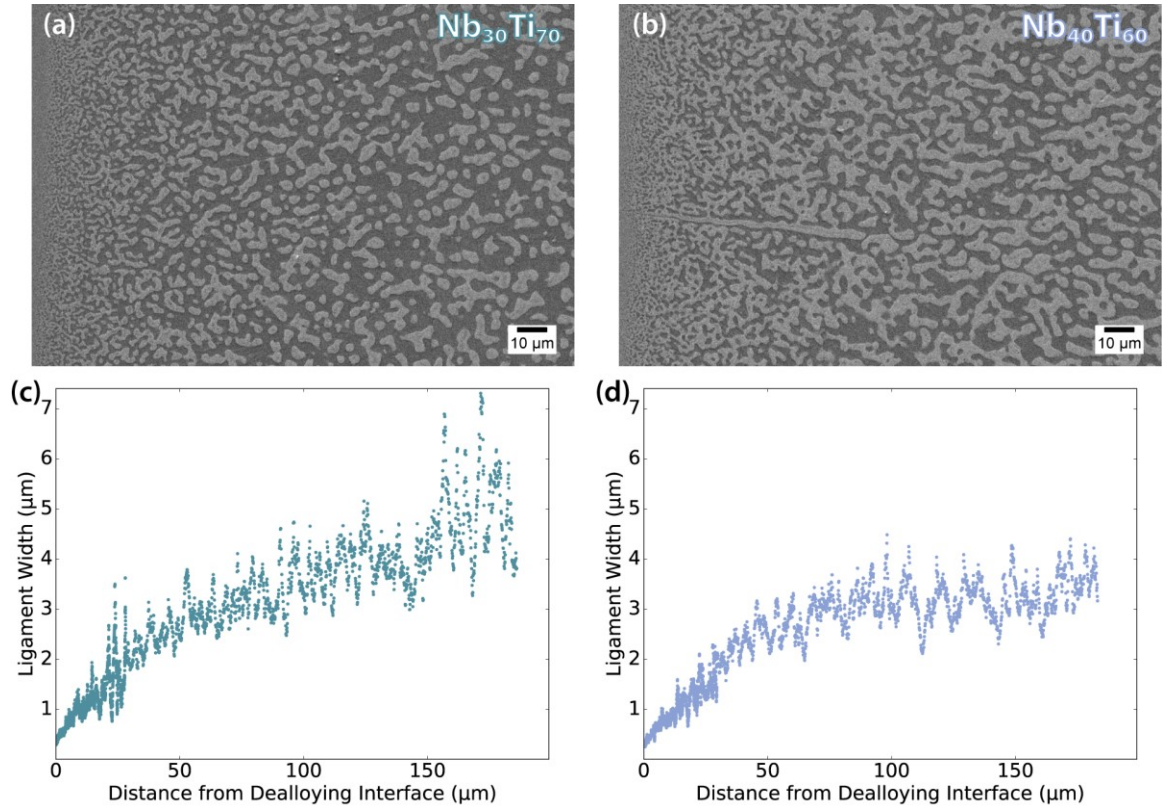 (a)
Nb₃₀Ti₇₀
10 µm
(b)
Nb₄₀Ti₆₀
10 µm
(c)
7
6
5
4
3
2
1
Ligament Width (µm)
0 50 100 150
Distance from Dealloying Interface (µm)
(d)
7
6
5
4
3
2
1
Ligament Width (µm)
0 50 100 150
Distance from Dealloying Interface (µm)